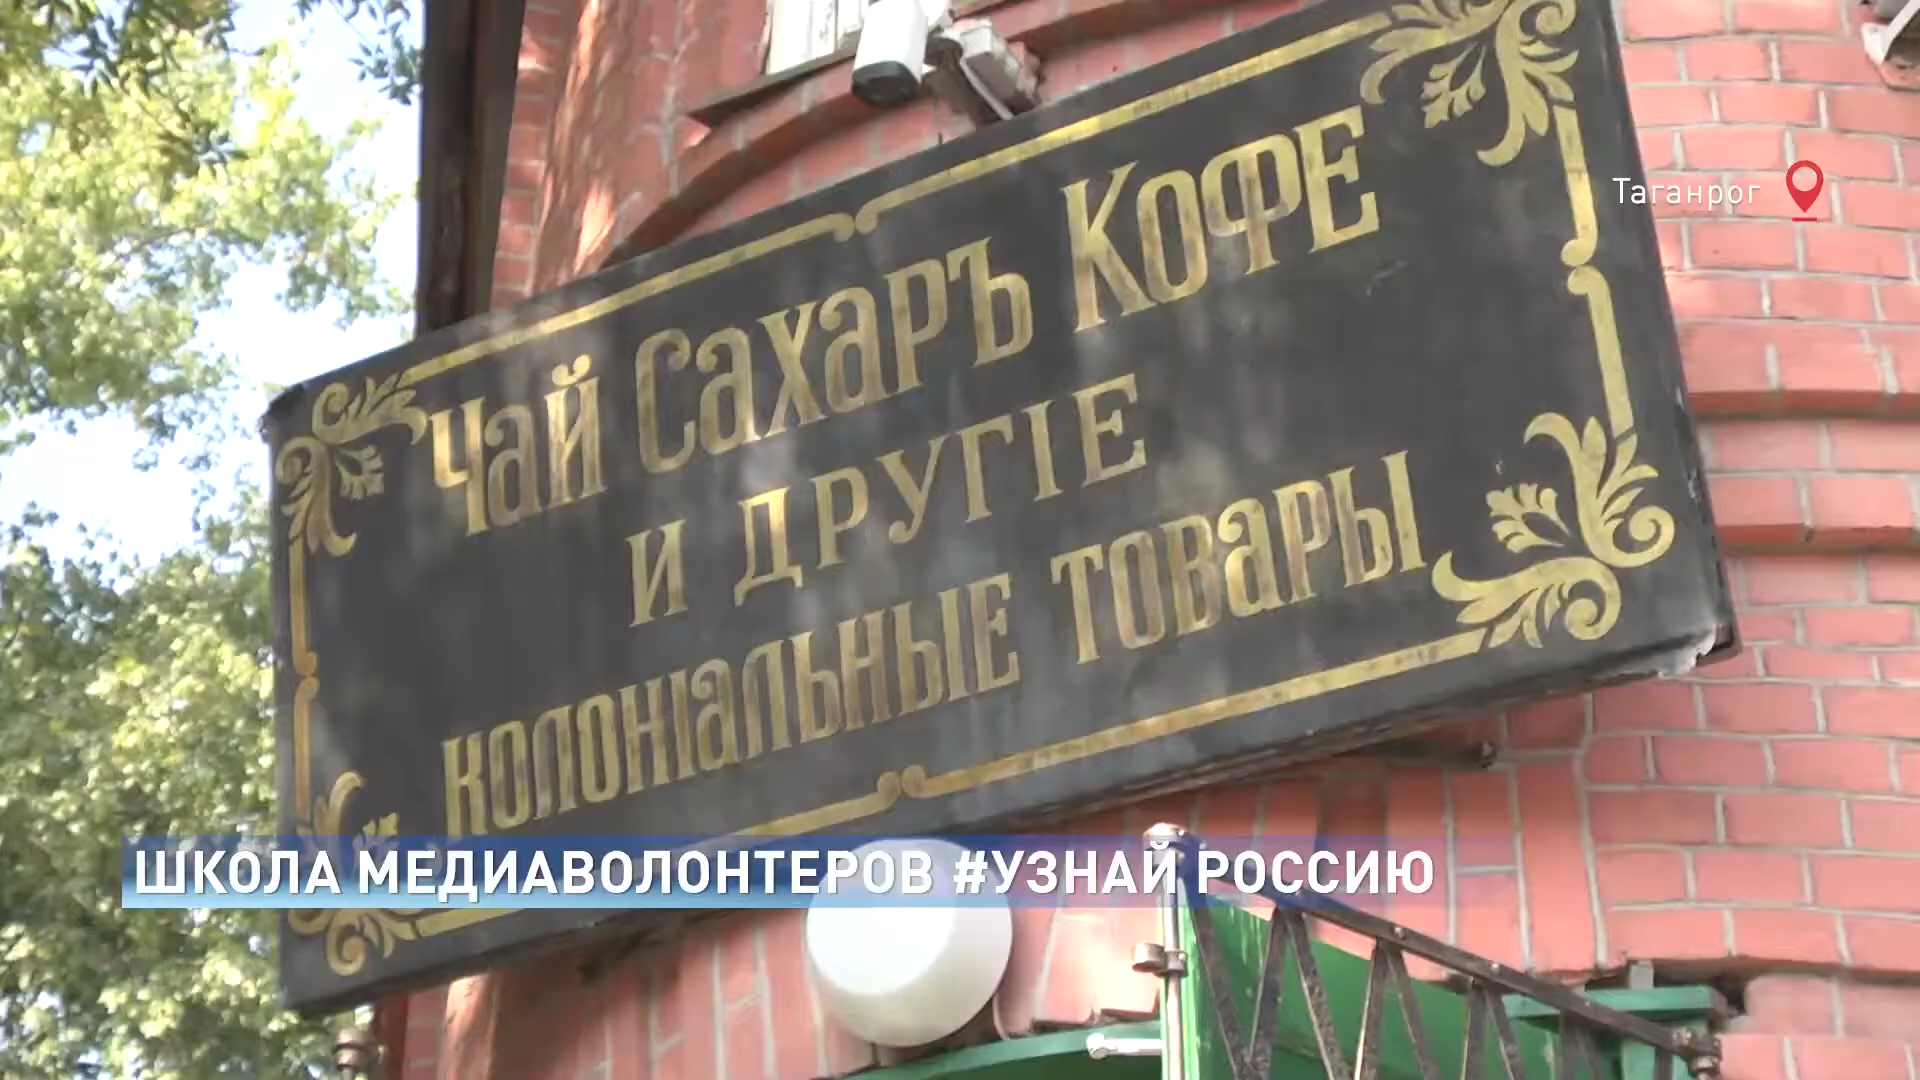 Таганрог
Чай Сахаръ Кофе
и другіе
колоніальные товары
ШКОЛА МЕДИАВОЛОНТЕРОВ #УЗНАЙ РОССИЮ